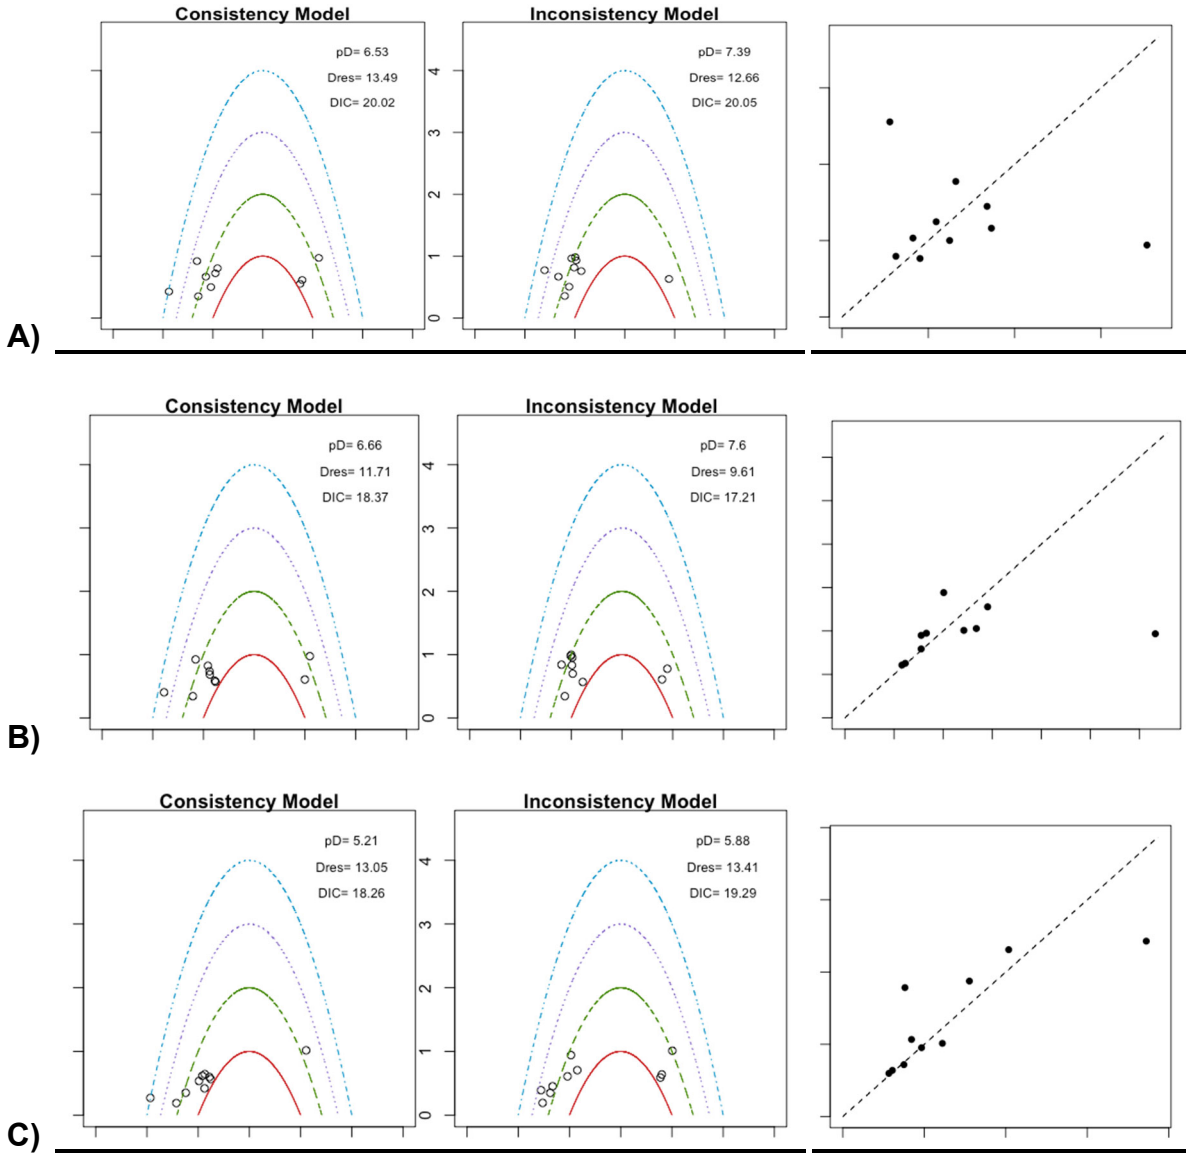 Consistency Model
Inconsistency Model
pD= 6.53
Dres= 13.49
DIC= 20.02
4
3
2
1
0
pD= 7.39
Dres= 12.66
DIC= 20.05
A)
Consistency Model
Inconsistency Model
pD= 6.66
Dres= 11.71
DIC= 18.37
4
3
2
1
0
pD= 7.6
Dres= 9.61
DIC= 17.21
B)
Consistency Model
Inconsistency Model
pD= 5.21
Dres= 13.05
DIC= 18.26
4
3
2
1
0
pD= 5.88
Dres= 13.41
DIC= 19.29
C)